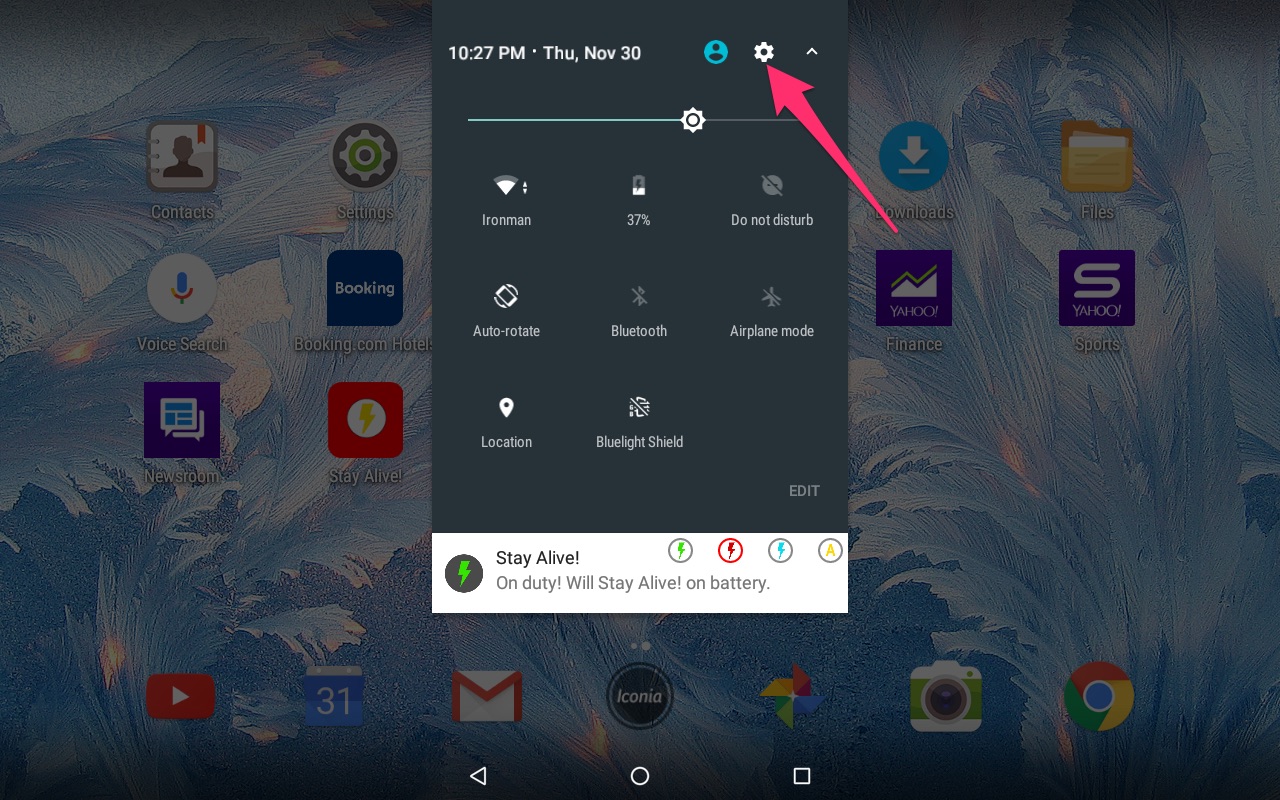 10:27 PM · Thu, Nov 30
Ironman
37%
Do not disturb
Auto-rotate
Bluetooth
Airplane mode
Location
Bluelight Shield
EDIT
Stay Alive!
A
On duty! Will Stay Alive! on battery.
Contacts
Settings
Downloads
Files
Booking
YAHOO!
YAHOO!
Voice Search
Booking.com Hotels
Finance
Sports
Newsroom
Stay Alive!
31
Iconia